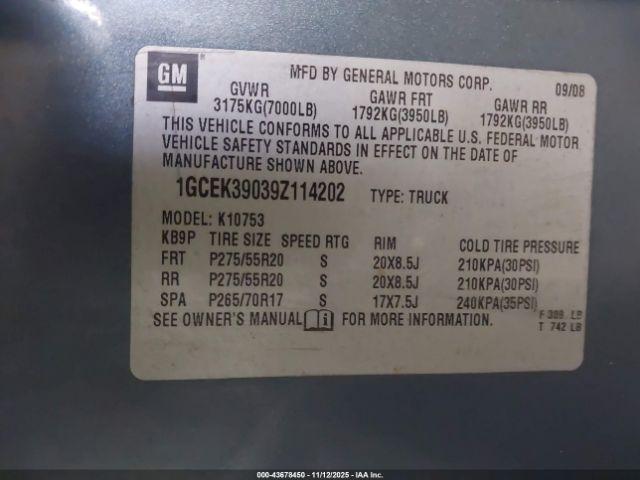 GM
MFD BY GENERAL MOTORS CORP. 09/08
GVWR GAWR FRT GAWR RR
3175KG(7000LB) 1792KG(3950LB) 1792KG(3950LB)
THIS VEHICLE CONFORMS TO ALL APPLICABLE U.S. FEDERAL MOTOR
VEHICLE SAFETY STANDARDS IN EFFECT ON THE DATE OF
MANUFACTURE SHOWN ABOVE.
1GCEK39039Z114202 TYPE: TRUCK
MODEL: K10753
KB9P TIRE SIZE SPEED RTG RIM COLD TIRE PRESSURE
FRT P275/55R20 S 20X8.5J 210KPA(30PSI)
RR P275/55R20 S 20X8.5J 210KPA(30PSI)
SPA P265/70R17 S 17X7.5J 240KPA(35PSI)
SEE OWNER'S MANUAL FOR MORE INFORMATION.
F 389 LB
T 742 LB
000-43678450 - 11/12/2025 - IAA Inc.